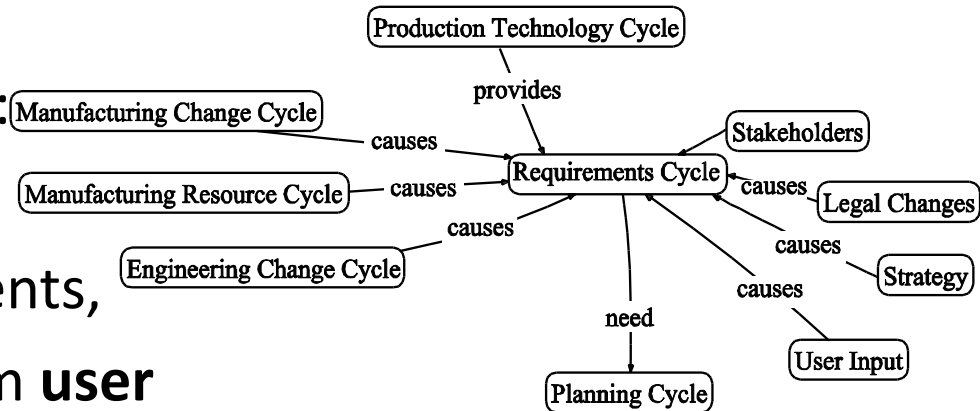 Production Technology Cycle
provides
: Manufacturing Change Cycle
causes
Stakeholders
Requirements Cycle
Manufacturing Resource Cycle
causes
causes
Legal Changes
causes
Engineering Change Cycle
causes
Strategy
causes
ents,
need
User Input
user
Planning Cycle